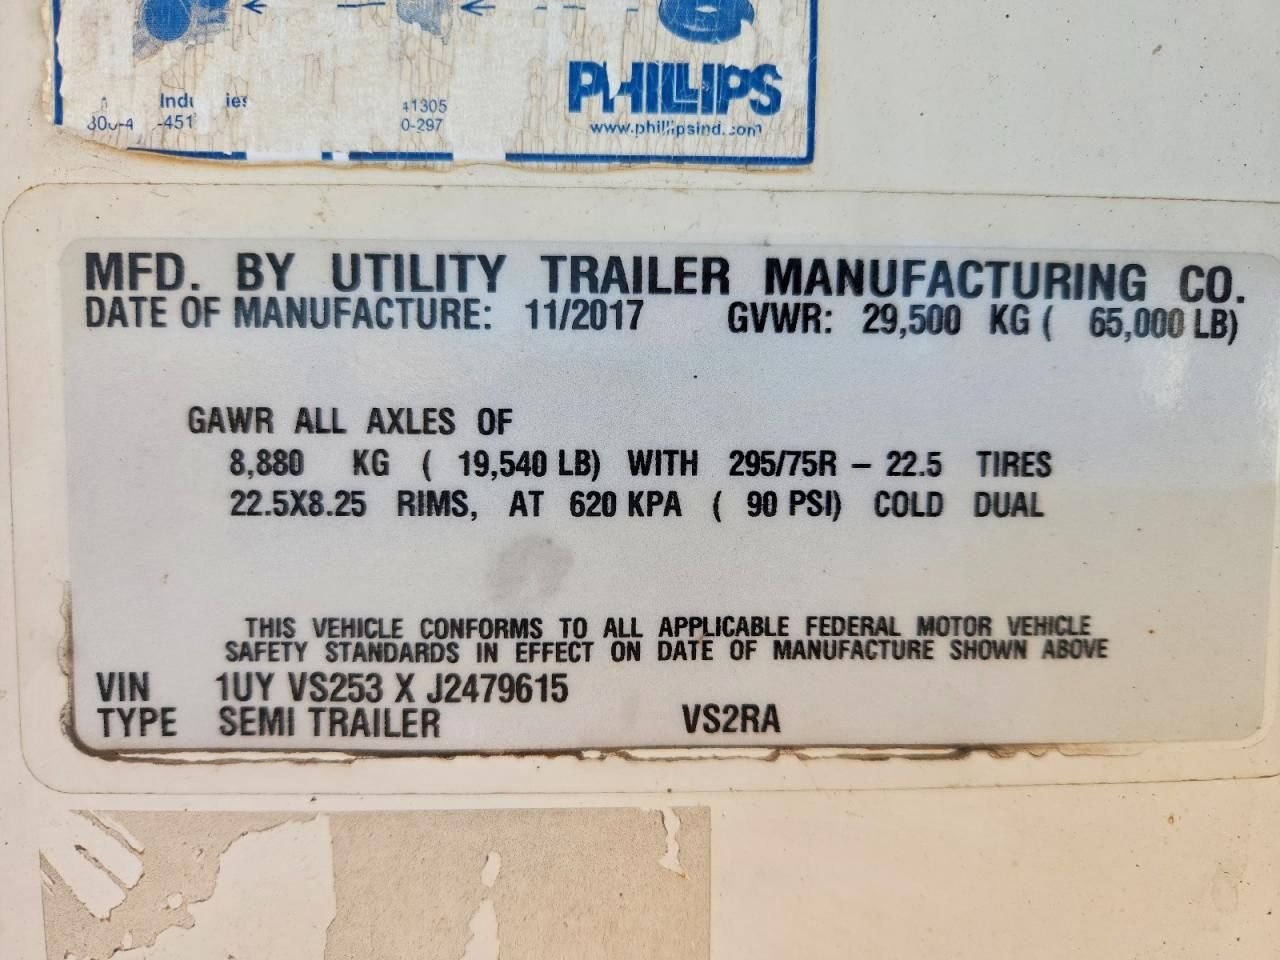 PHILLIPS
www.phillipsind.com
41305
-451
0-297
MFD. BY UTILITY TRAILER MANUFACTURING CO.
DATE OF MANUFACTURE: 11/2017 GVWR: 29,500 KG ( 65,000 LB)
GAWR ALL AXLES OF
8,880 KG ( 19,540 LB) WITH 295/75R – 22.5 TIRES
22.5X8.25 RIMS, AT 620 KPA ( 90 PSI) COLD DUAL
THIS VEHICLE CONFORMS TO ALL APPLICABLE FEDERAL MOTOR VEHICLE
SAFETY STANDARDS IN EFFECT ON DATE OF MANUFACTURE SHOWN ABOVE
VIN 1UY VS253 X J2479615
TYPE SEMI TRAILER VS2RA